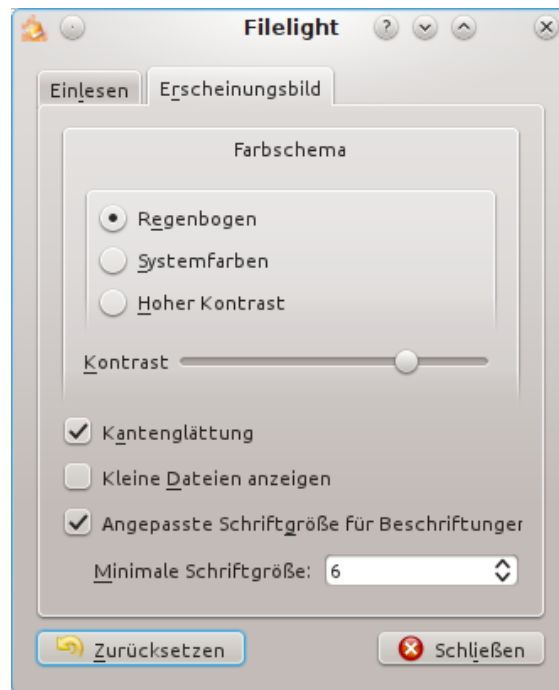 Filelight
Einlesen
Erscheinungsbild
Farbschema
Regenbogen
Systemfarben
Hoher Kontrast
Kontrast
Kantenglättung
Kleine Dateien anzeigen
Angepasste Schriftgröße für Beschriftunger
Minimale Schriftgröße: 6
Zurücksetzen
Schließen